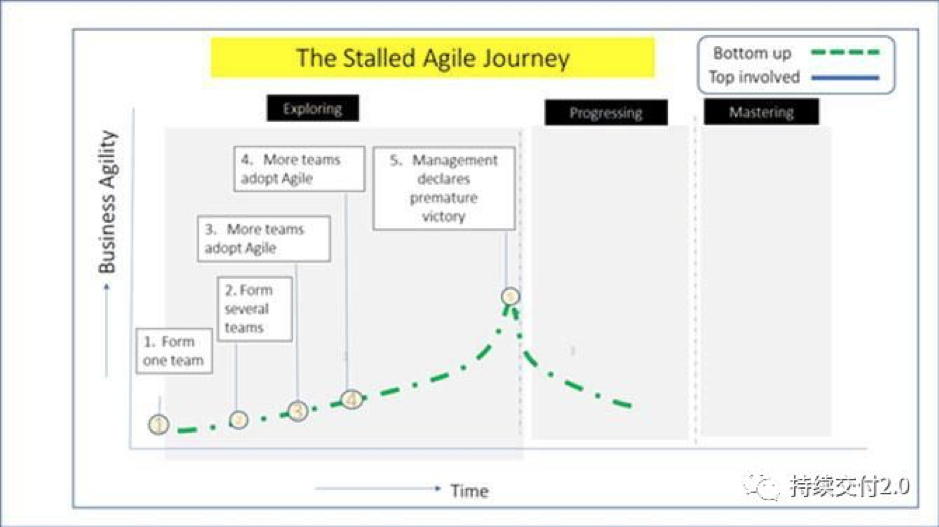 The Stalled Agile Journey
Bottom up
Top involved
Exploring
Progressing
Mastering
Business Agility
4. More teams
adopt Agile
5. Management
declares
premature
victory
3. More teams
adopt Agile
2. Form
several
teams
1. Form
one team
1
2
3
4
5
Time
持续交付2.0